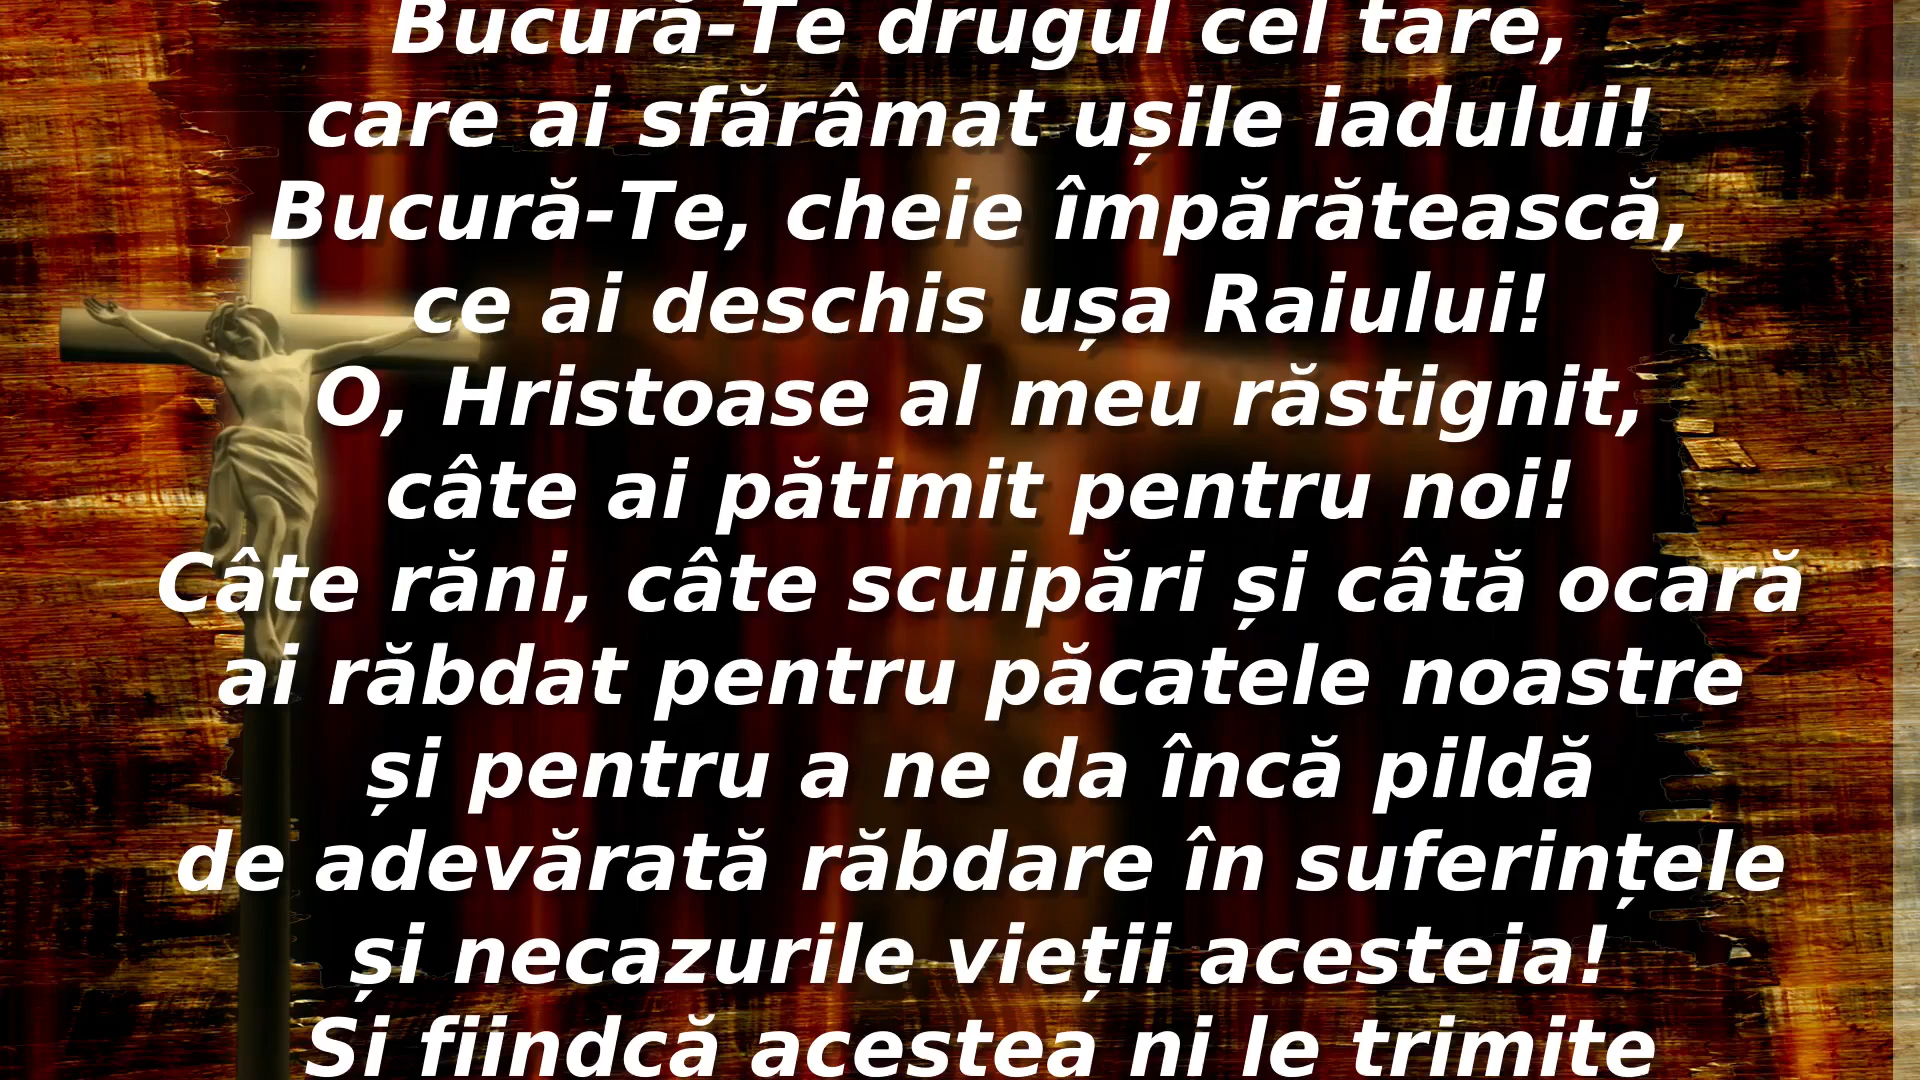 Bucură-Te drugul cel tare,
care ai sfărâmat ușile iadului!
Bucură-Te, cheie împărătească,
ce ai deschis ușa Raiului!
O, Hristoase al meu răstignit,
câte ai pătimit pentru noi!
Câte răni, câte scuipări și câtă ocară
ai răbdat pentru păcatele noastre
și pentru a ne da încă pildă
de adevărată răbdare în suferințele
și necazurile vieții acesteia!
Și fiindcă acestea ni le trimite